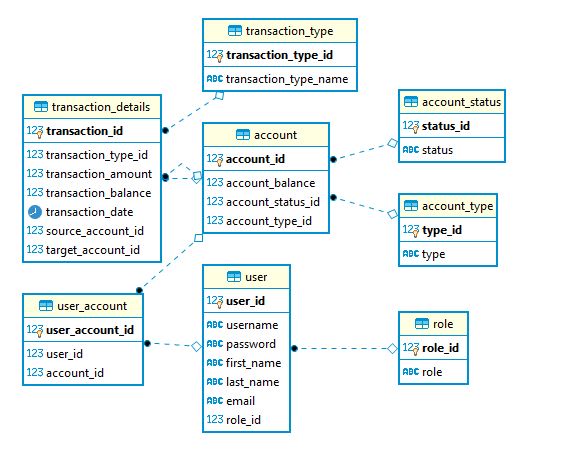 transaction_type
123 transaction_type_id
ABC transaction_type_name
transaction_details
123 transaction_id
123 transaction_type_id
123 transaction_amount
123 transaction_balance
transaction_date
123 source_account_id
123 target_account_id
account
123 account_id
123 account_balance
123 account_status_id
123 account_type_id
account_status
123 status_id
ABC status
account_type
123 type_id
ABC type
user_account
123 user_account_id
123 user_id
123 account_id
user
123 user_id
ABC username
ABC password
ABC first_name
ABC last_name
ABC email
123 role_id
role
123 role_id
ABC role